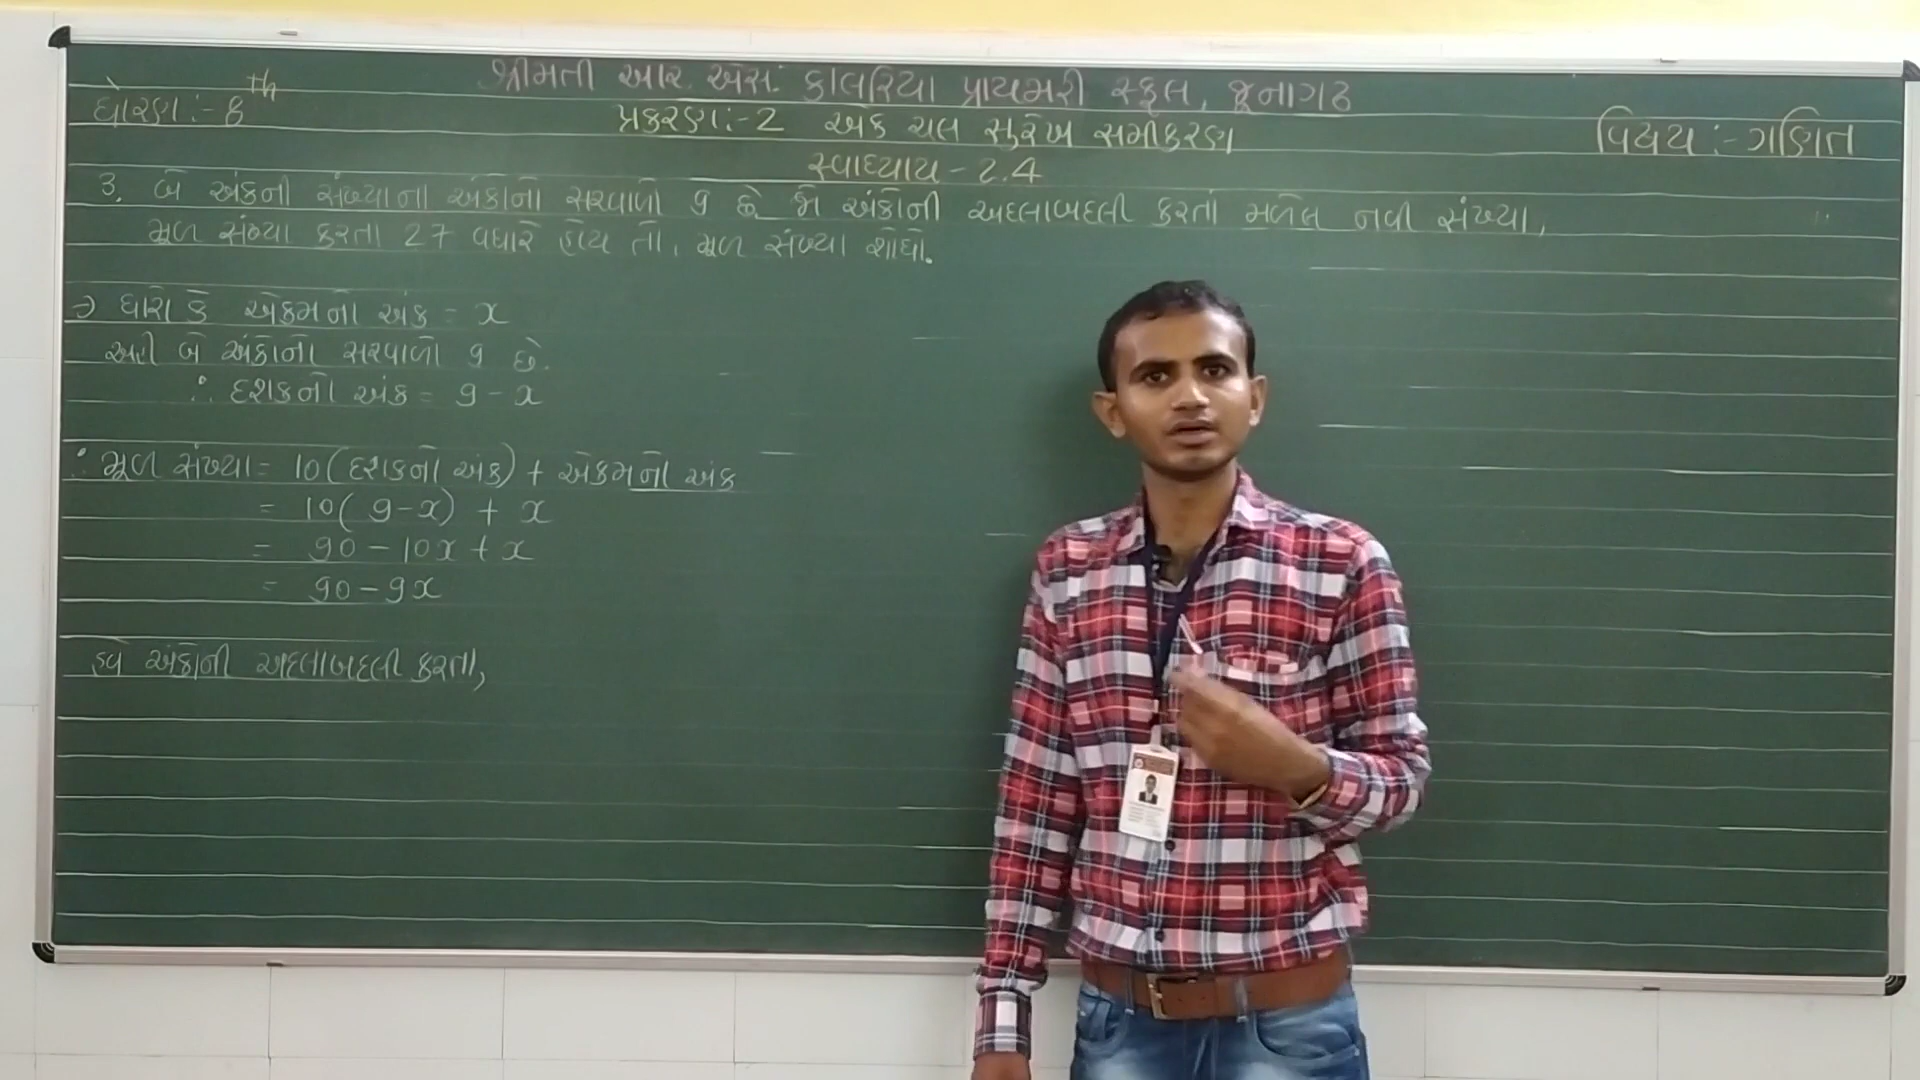 શ્રીમતી આર. એસ. કાલરિયા પ્રાયમરી સ્કૂલ, જૂનાગઢ
ધોરણ :- 8th
પ્રકરણ :- 2 એક ચલ સુરેખ સમીકરણ
વિષય :- ગણિત
સ્વાધ્યાય - 2.4
3. બે અંકની સંખ્યાના અંકોનો સરવાળો 9 છે. જો અંકોની અદલાબદલી કરતાં મળેલ નવી સંખ્યા,
મૂળ સંખ્યા કરતા 27 વધારે હોય તો, મૂળ સંખ્યા શોધો.
→ ધારો કે એકમનો અંક = x
અહી બે અંકોનો સરવાળો 9 છે.
∴ દશકનો અંક = 9 - x
∴ મૂળ સંખ્યા = 10 (દશકનો અંક) + એકમનો અંક
= 10( 9-x) + x
= 90 - 10x + x
= 90 - 9x
હવે અંકોની અદલાબદલી કરતા,